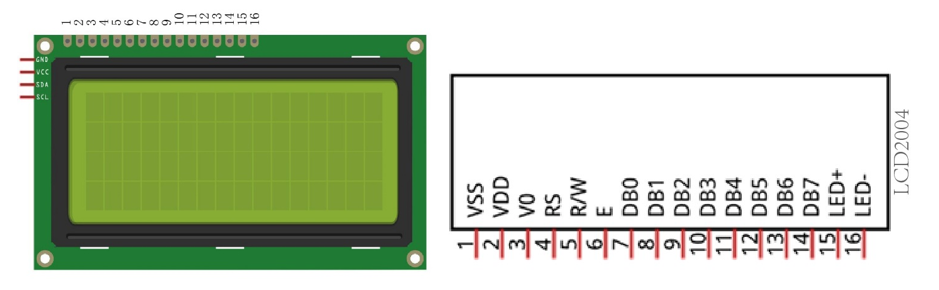 1 2 3 4 5 6 7 8 9 10 11 12 13 14 15 16
GND
VCC
SDA
SCL
VSS
VDD
V0
RS
R/W
E
DB0
DB1
DB2
DB3
DB4
DB5
DB6
DB7
LED+
LED-
1 2 3 4 5 6 7 8 9 10 11 12 13 14 15 16
LCD2004